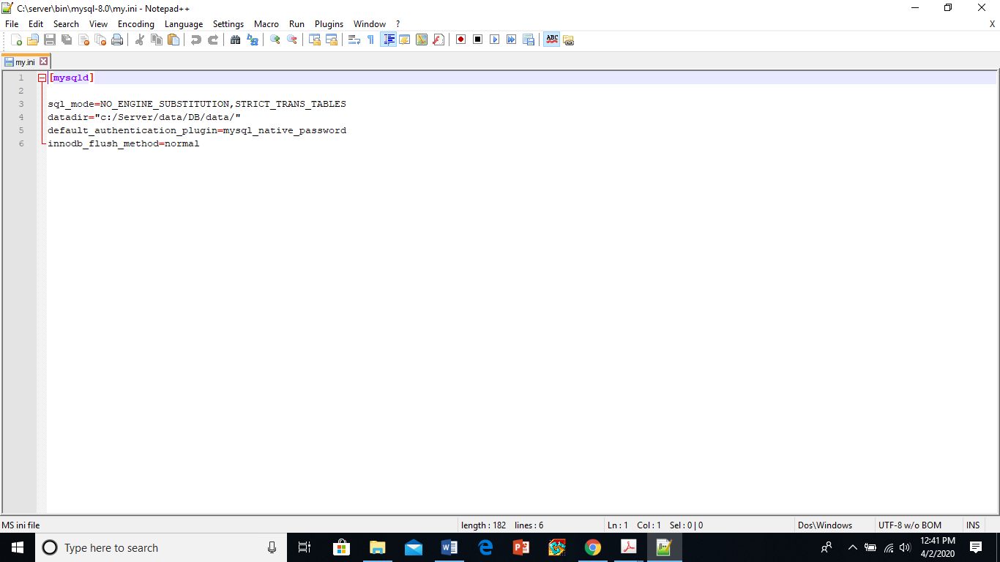 C:\server\bin\mysql-8.0\my.ini - Notepad++
File Edit Search View Encoding Language Settings Macro Run Plugins Window ? X
ABC
my.ini
1 [mysqld]
2
3 sql_mode=NO_ENGINE_SUBSTITUTION,STRICT_TRANS_TABLES
4 datadir="c:/Server/data/DB/data/"
5 default_authentication_plugin=mysql_native_password
6 innodb_flush_method=normal
MS ini file length : 182 lines : 6 Ln : 1 Col : 1 Sel : 0 | 0 Dos\Windows UTF-8 w/o BOM INS
Type here to search
12:41 PM
4/2/2020